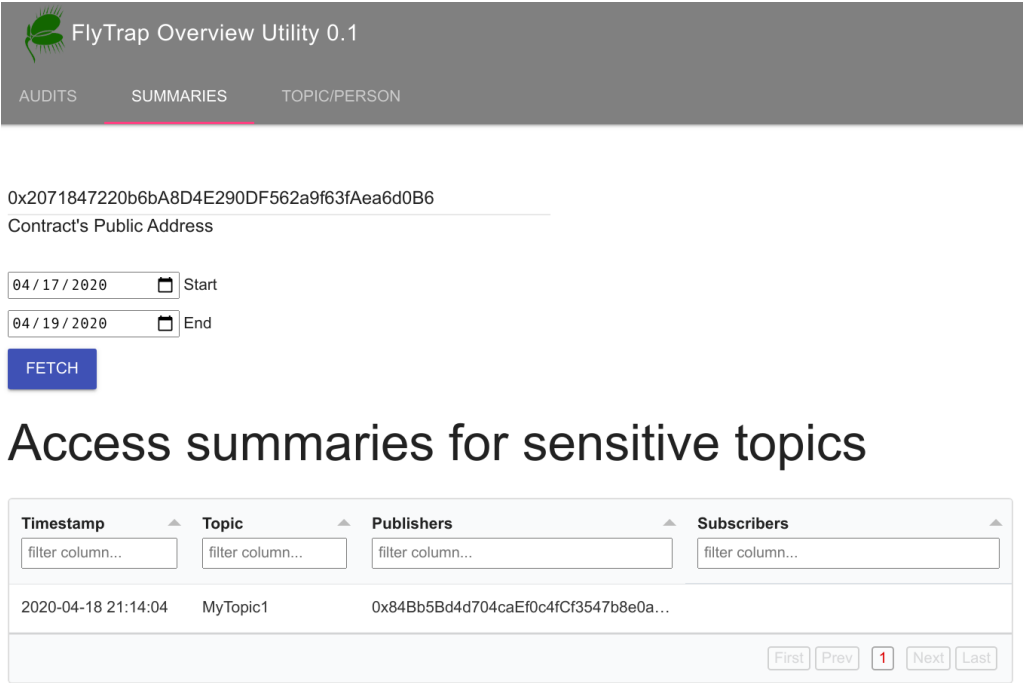 FlyTrap Overview Utility 0.1
AUDITS SUMMARIES TOPIC/PERSON
0x2071847220b6bA8D4E290DF562a9f63fAea6d0B6
Contract's Public Address
04/17/2020 Start
04/19/2020 End
FETCH
Access summaries for sensitive topics
Timestamp Topic Publishers Subscribers
filter column... filter column... filter column... filter column...
2020-04-18 21:14:04 MyTopic1 0x84Bb5Bd4d704caEf0c4fCf3547b8e0a…
First Prev 1 Next Last